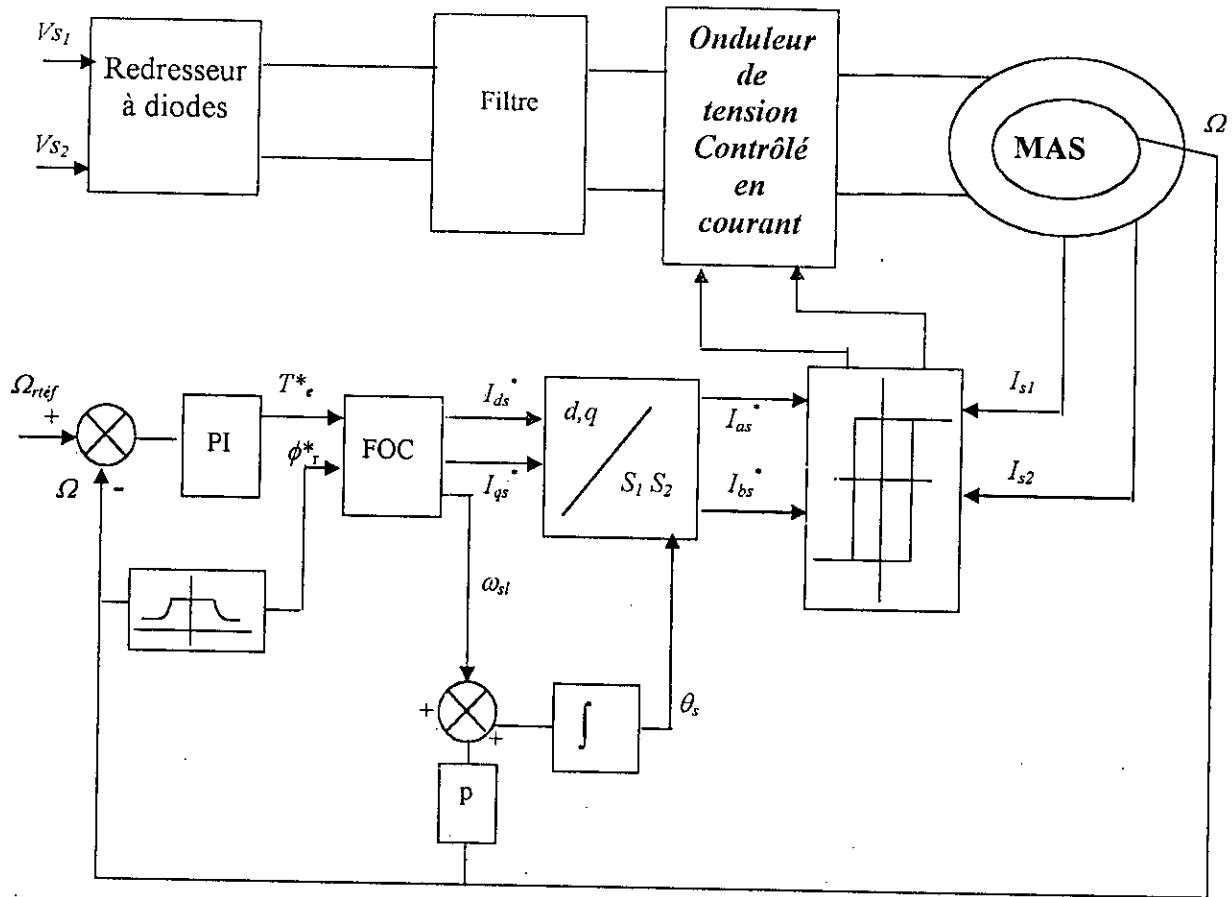 Vs1
Vs2
Redresseur
à diodes
Filtre
Onduleur
de
tension
Contrôlé
en
courant
MAS
Ω
Ωrtéf
+
Ω
-
PI
T*e
ϕ*r
FOC
Ids*
Iqs*
d,q
S1 S2
Ias*
Ibs*
Is1
Is2
ωsl
+
+
∫
θs
p